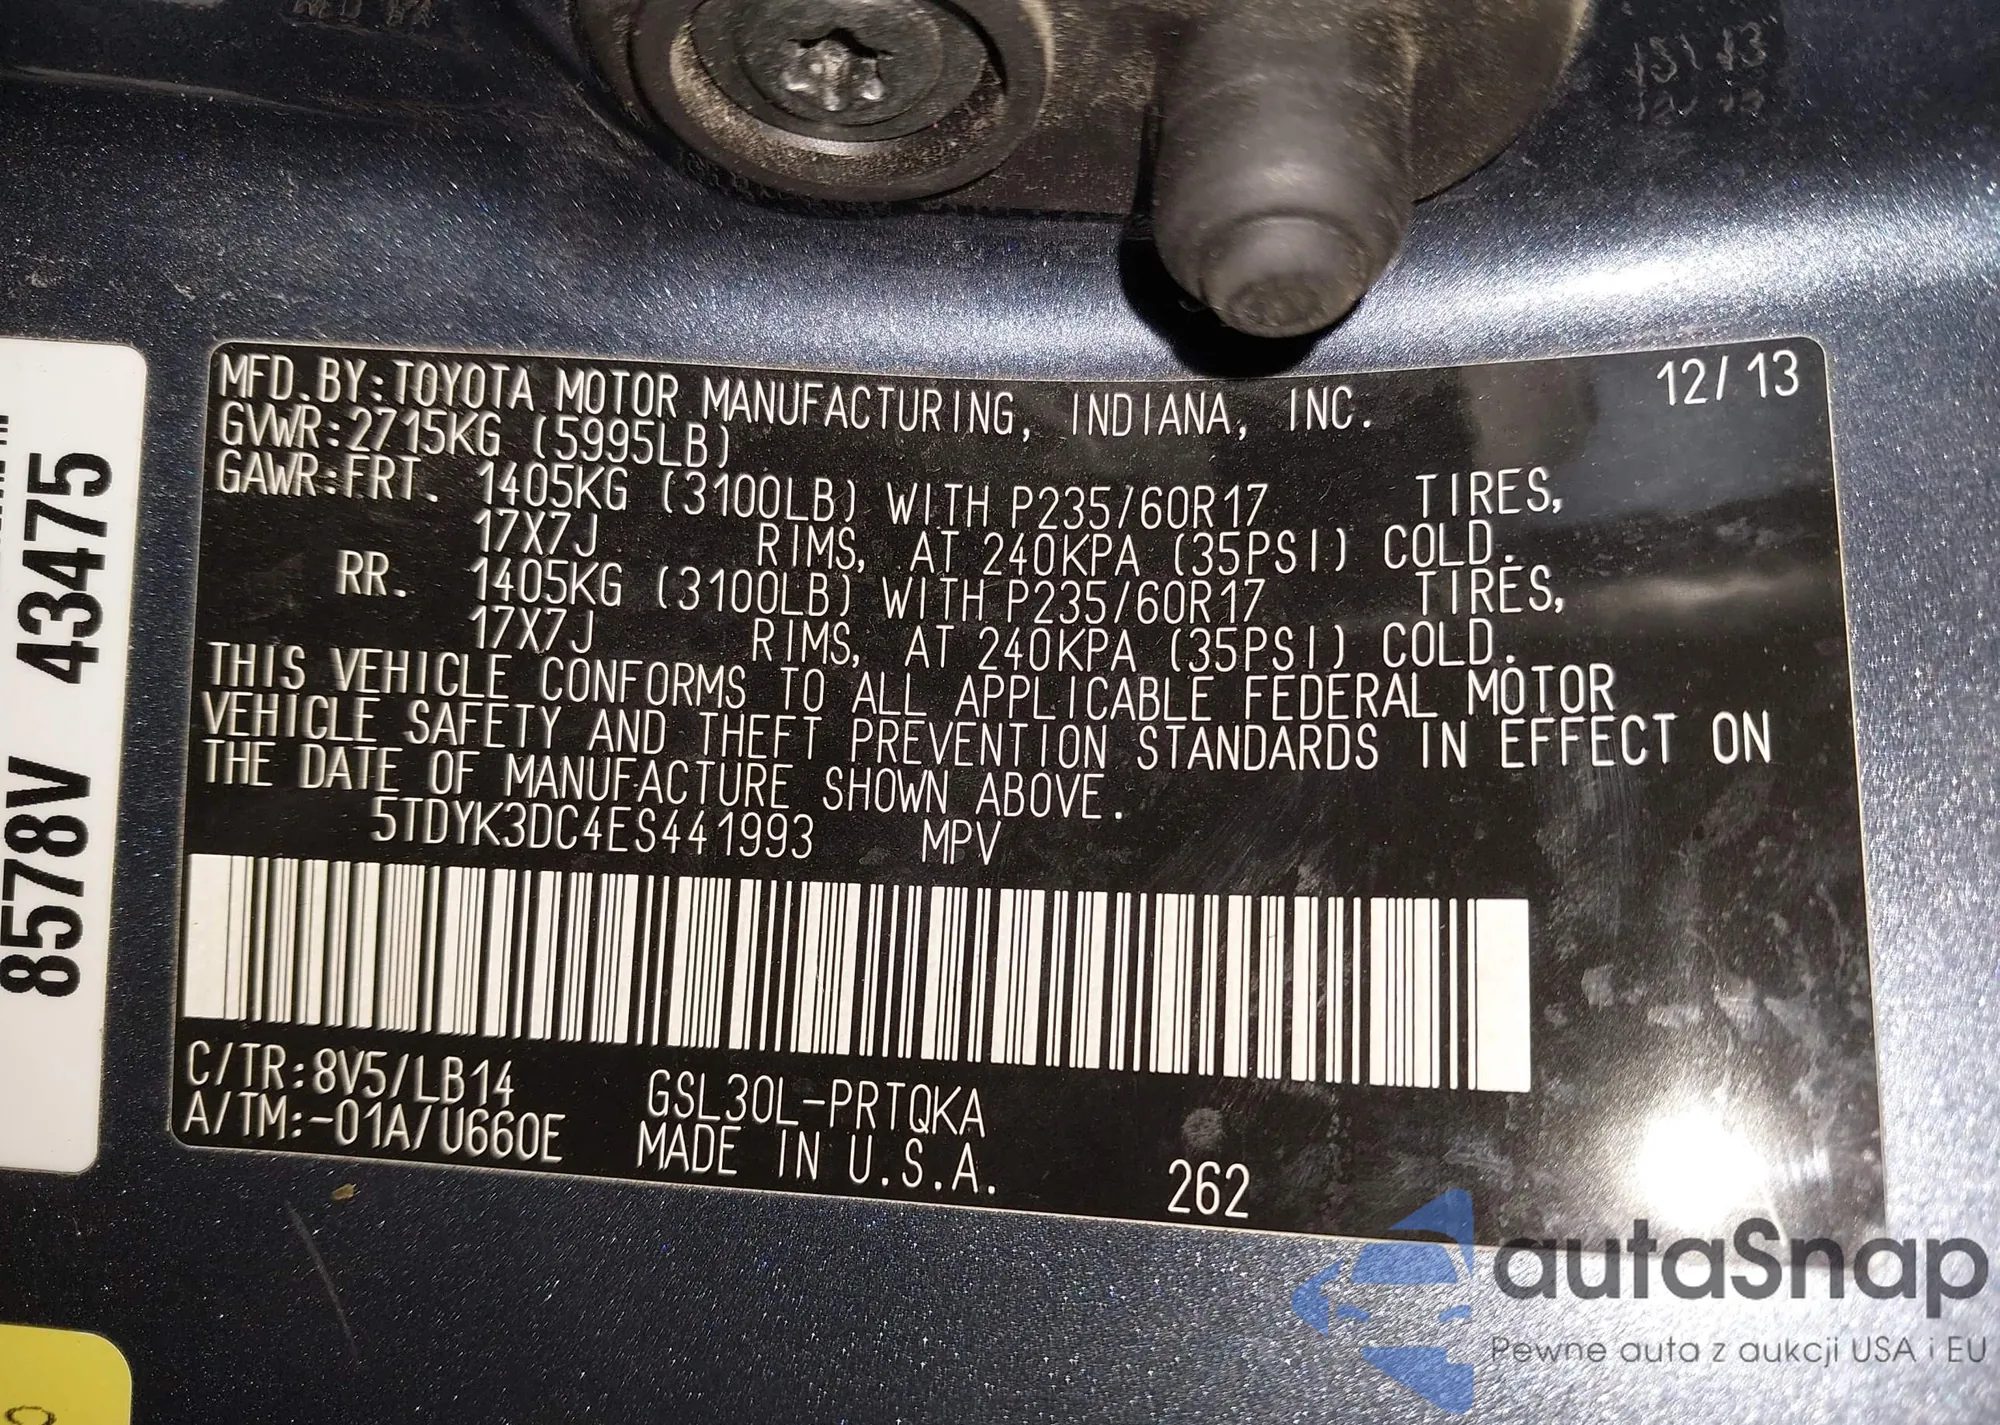 MFD.BY:TOYOTA MOTOR MANUFACTURING, INDIANA, INC. 12/13
GVWR:2715KG (5995LB)
GAWR:FRT. 1405KG (3100LB) WITH P235/60R17 TIRES,
17X7J RIMS, AT 240KPA (35PSI) COLD.
RR. 1405KG (3100LB) WITH P235/60R17 TIRES,
17X7J RIMS, AT 240KPA (35PSI) COLD.
THIS VEHICLE CONFORMS TO ALL APPLICABLE FEDERAL MOTOR
VEHICLE SAFETY AND THEFT PREVENTION STANDARDS IN EFFECT ON
THE DATE OF MANUFACTURE SHOWN ABOVE.
5TDYK3DC4ES441993 MPV
C/TR:8V5/LB14 GSL30L-PRTQKA
A/TM:-01A/U660E MADE IN U.S.A. 262
8578V 43475
autaSnap
Pewne auta z aukcji USA i EU